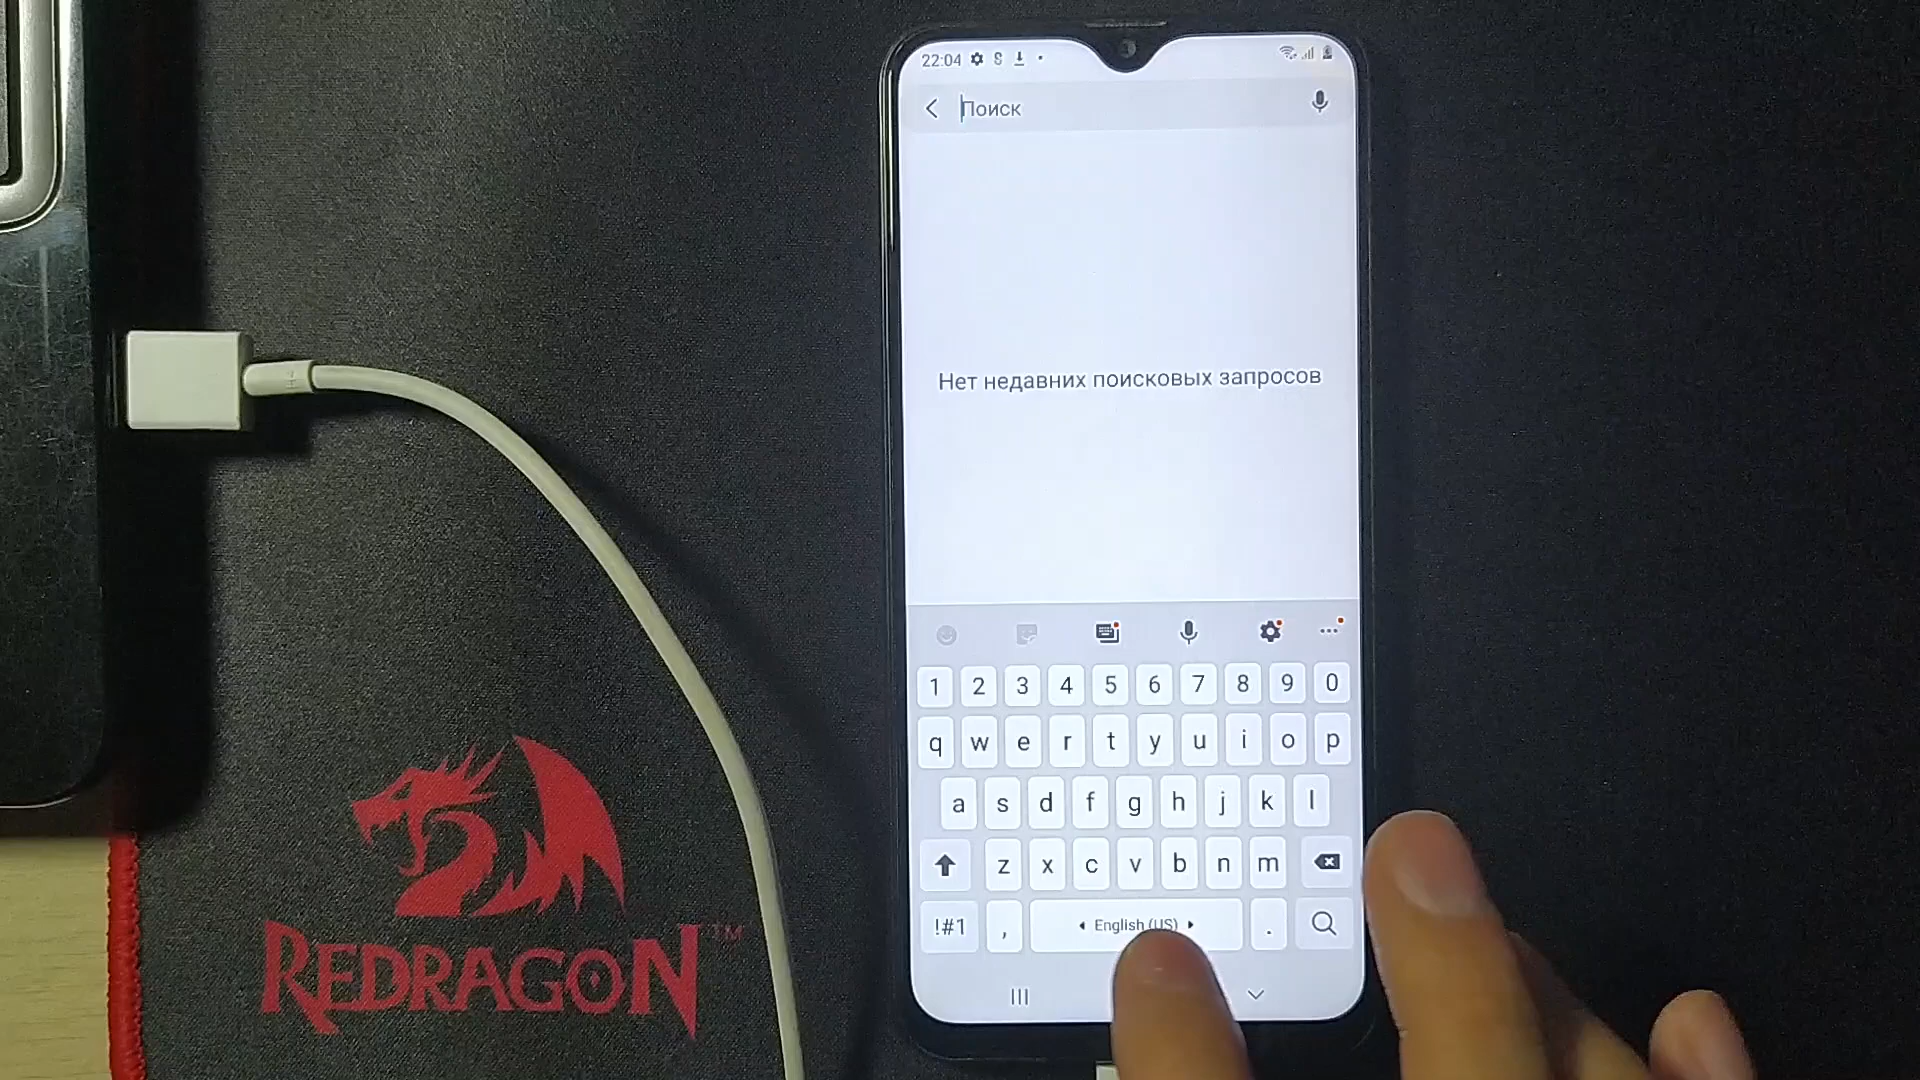 22:04
Поиск
Нет недавних поисковых запросов
1 2 3 4 5 6 7 8 9 0
q w e r t y u i o p
a s d f g h j k l
z x c v b n m
!#1 , English (US) .
REDRAGON™